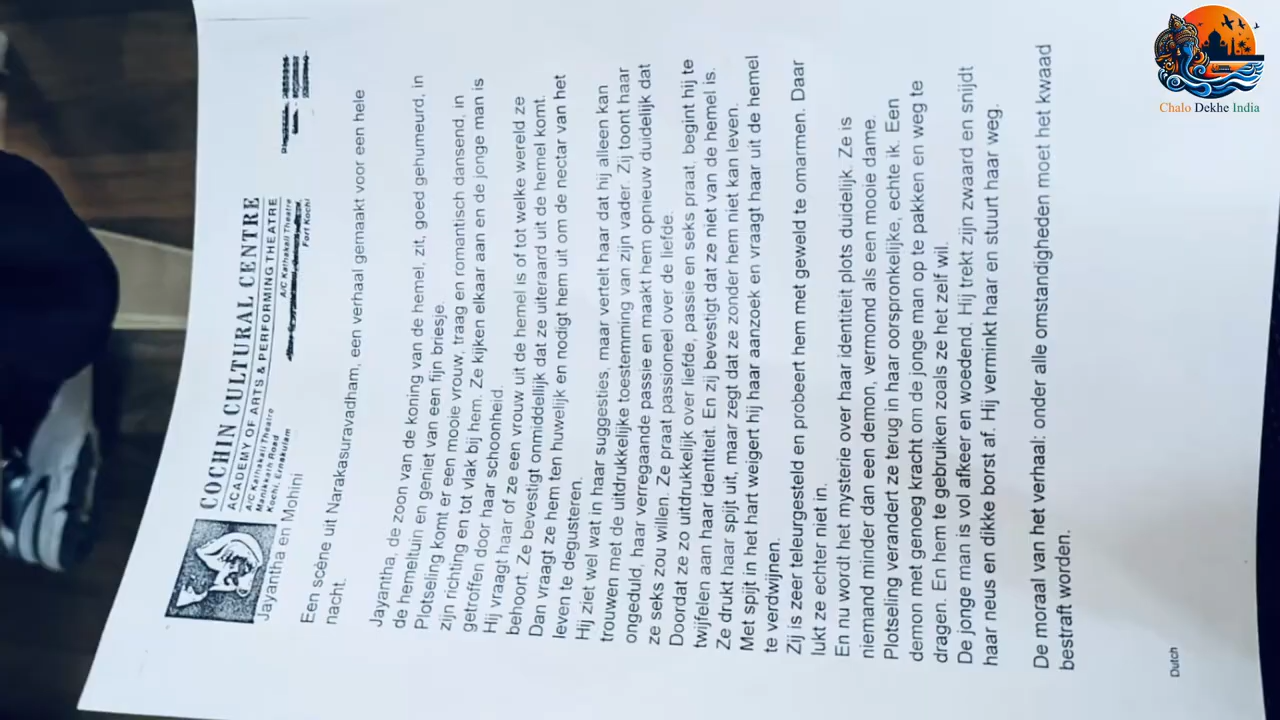 COCHIN CULTURAL CENTRE
ACADEMY OF ARTS & PERFORMING THEATRE
A/C Kathakali Theatre
Manikkath Road
Kochi, Ernakulam
A/C Kathakali Theatre
Fort Kochi
Jayantha en Mohini
Een scène uit Narakasuravadham, een verhaal gemaakt voor een hele
nacht.
Jayantha, de zoon van de koning van de hemel, zit, goed gehumeurd, in
de hemeltuin en geniet van een fijn briesje.
Plotseling komt er een mooie vrouw, traag en romantisch dansend, in
zijn richting en tot vlak bij hem. Ze kijken elkaar aan en de jonge man is
getroffen door haar schoonheid.
Hij vraagt haar of ze een vrouw uit de hemel is of tot welke wereld ze
behoort. Ze bevestigt onmiddellijk dat ze uiteraard uit de hemel komt.
Dan vraagt ze hem ten huwelijk en nodigt hem uit om de nectar van het
leven te degusteren.
Hij ziet wel wat in haar suggesties, maar vertelt haar dat hij alleen kan
trouwen met de uitdrukkelijke toestemming van zijn vader. Zij toont haar
ongeduld, haar verregaande passie en maakt hem opnieuw duidelijk dat
ze seks zou willen. Ze praat passioneel over de liefde.
Doordat ze zo uitdrukkelijk over liefde, passie en seks praat, begint hij te
twijfelen aan haar identiteit. En zij bevestigt dat ze niet van de hemel is.
Ze drukt haar spijt uit, maar zegt dat ze zonder hem niet kan leven.
Met spijt in het hart weigert hij haar aanzoek en vraagt haar uit de hemel
te verdwijnen.
Zij is zeer teleurgesteld en probeert hem met geweld te omarmen. Daar
lukt ze echter niet in.
En nu wordt het mysterie over haar identiteit plots duidelijk. Ze is
niemand minder dan een demon, vermomd als een mooie dame.
Plotseling verandert ze terug in haar oorspronkelijke, echte ik. Een
demon met genoeg kracht om de jonge man op te pakken en weg te
dragen. En hem te gebruiken zoals ze het zelf wil.
De jonge man is vol afkeer en woedend. Hij trekt zijn zwaard en snijdt
haar neus en dikke borst af. Hij verminkt haar en stuurt haar weg.
De moraal van het verhaal: onder alle omstandigheden moet het kwaad
bestraft worden.
Dutch
Chalo Dekhe India